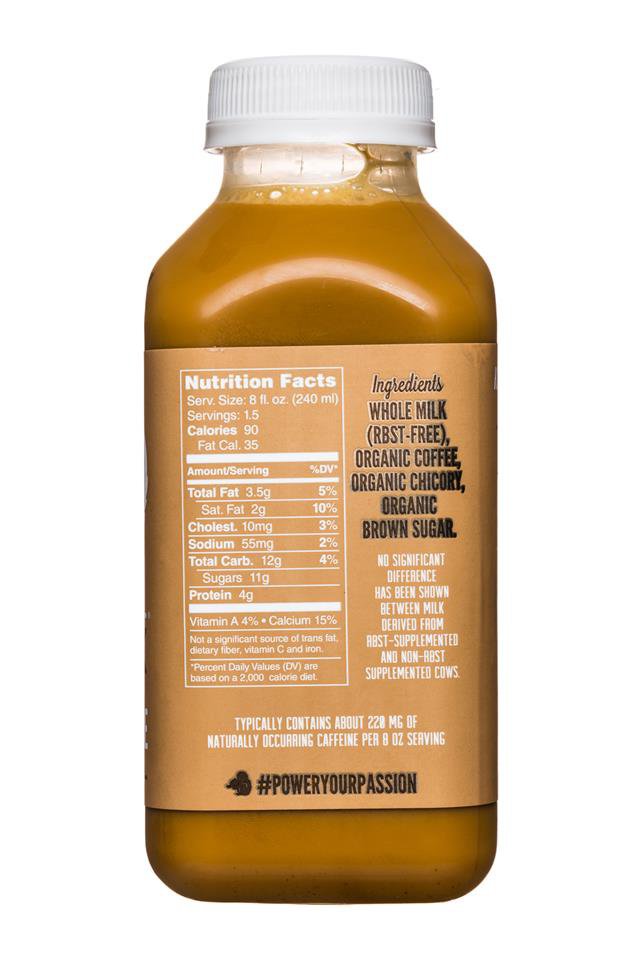 Nutrition Facts
Serv. Size: 8 fl. oz. (240 ml)
Servings: 1.5
Calories 90
Fat Cal. 35
Amount/Serving %DV*
Total Fat 3.5g 5%
Sat. Fat 2g 10%
Cholest. 10mg 3%
Sodium 55mg 2%
Total Carb. 12g 4%
Sugars 11g
Protein 4g
Vitamin A 4% • Calcium 15%
Not a significant source of trans fat,
dietary fiber, vitamin C and iron.
*Percent Daily Values (DV) are
based on a 2,000 calorie diet.
Ingredients
WHOLE MILK
(RBST-FREE),
ORGANIC COFFEE,
ORGANIC CHICORY,
ORGANIC
BROWN SUGAR.
NO SIGNIFICANT
DIFFERENCE
HAS BEEN SHOWN
BETWEEN MILK
DERIVED FROM
RBST-SUPPLEMENTED
AND NON-RBST
SUPPLEMENTED COWS.
TYPICALLY CONTAINS ABOUT 220 MG OF
NATURALLY OCCURRING CAFFEINE PER 8 OZ SERVING
#POWERYOURPASSION